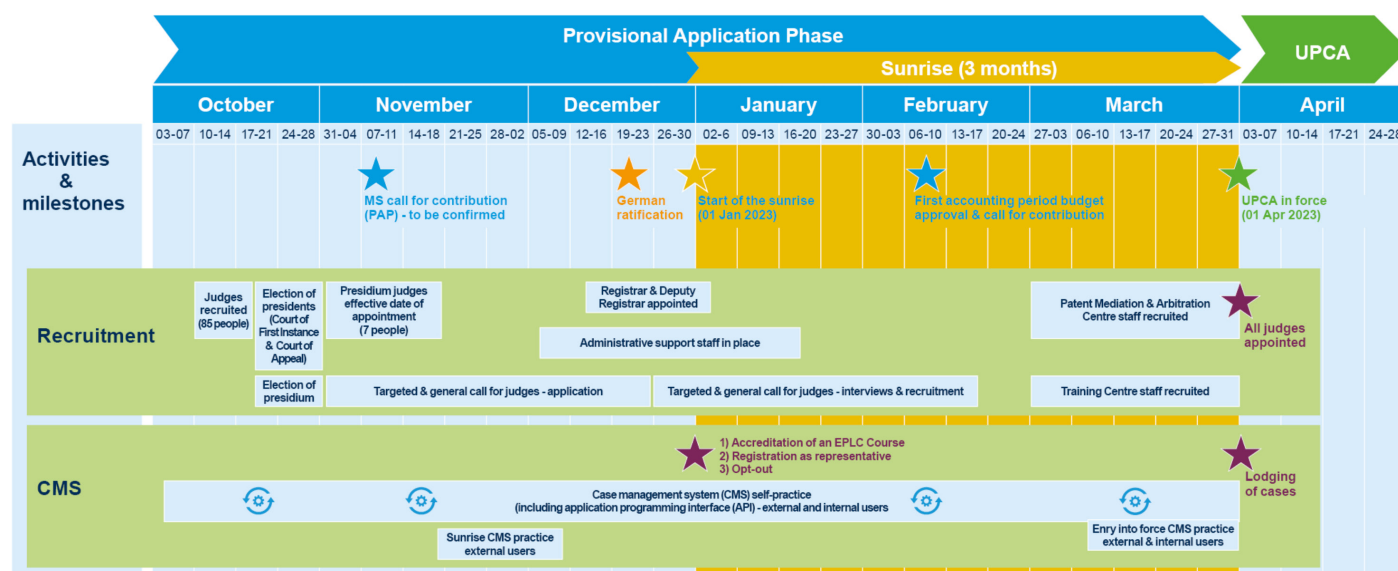 Provisional Application Phase
UPCA
Sunrise (3 months)
October November December January February March April
03-07 10-14 17-21 24-28 31-04 07-11 14-18 21-25 28-02 05-09 12-16 19-23 26-30 02-6 09-13 16-20 23-27 30-03 06-10 13-17 20-24 27-03 06-10 13-17 20-24 27-31 03-07 10-14 17-21 24-28
Activities
&
milestones
MS call for contribution
(PAP) - to be confirmed
German
ratification
Start of the sunrise
(01 Jan 2023)
First accounting period budget
approval & call for contribution
UPCA in force
(01 Apr 2023)
Recruitment
Judges
recruited
(85 people)
Election of
presidents
(Court of
First Instance
& Court of
Appeal)
Presidium judges
effective date of
appointment
(7 people)
Registrar & Deputy
Registrar appointed
Administrative support staff in place
Patent Mediation & Arbitration
Centre staff recruited
All judges
appointed
Election of
presidium
Targeted & general call for judges - application
Targeted & general call for judges - interviews & recruitment
Training Centre staff recruited
CMS
1) Accreditation of an EPLC Course
2) Registration as representative
3) Opt-out
Lodging
of cases
Case management system (CMS) self-practice
(including application programming interface (API) - external and internal users
Sunrise CMS practice
external users
Enry into force CMS practice
external & internal users